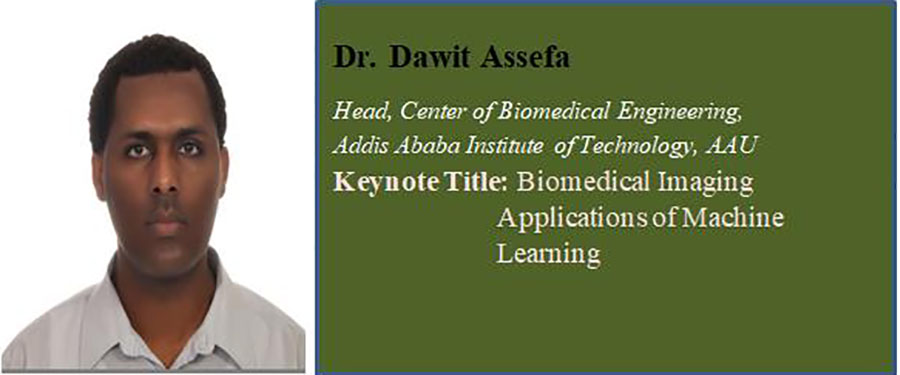 Dr. Dawit Assefa
Head, Center of Biomedical Engineering,
Addis Ababa Institute of Technology, AAU
Keynote Title: Biomedical Imaging
Applications of Machine
Learning